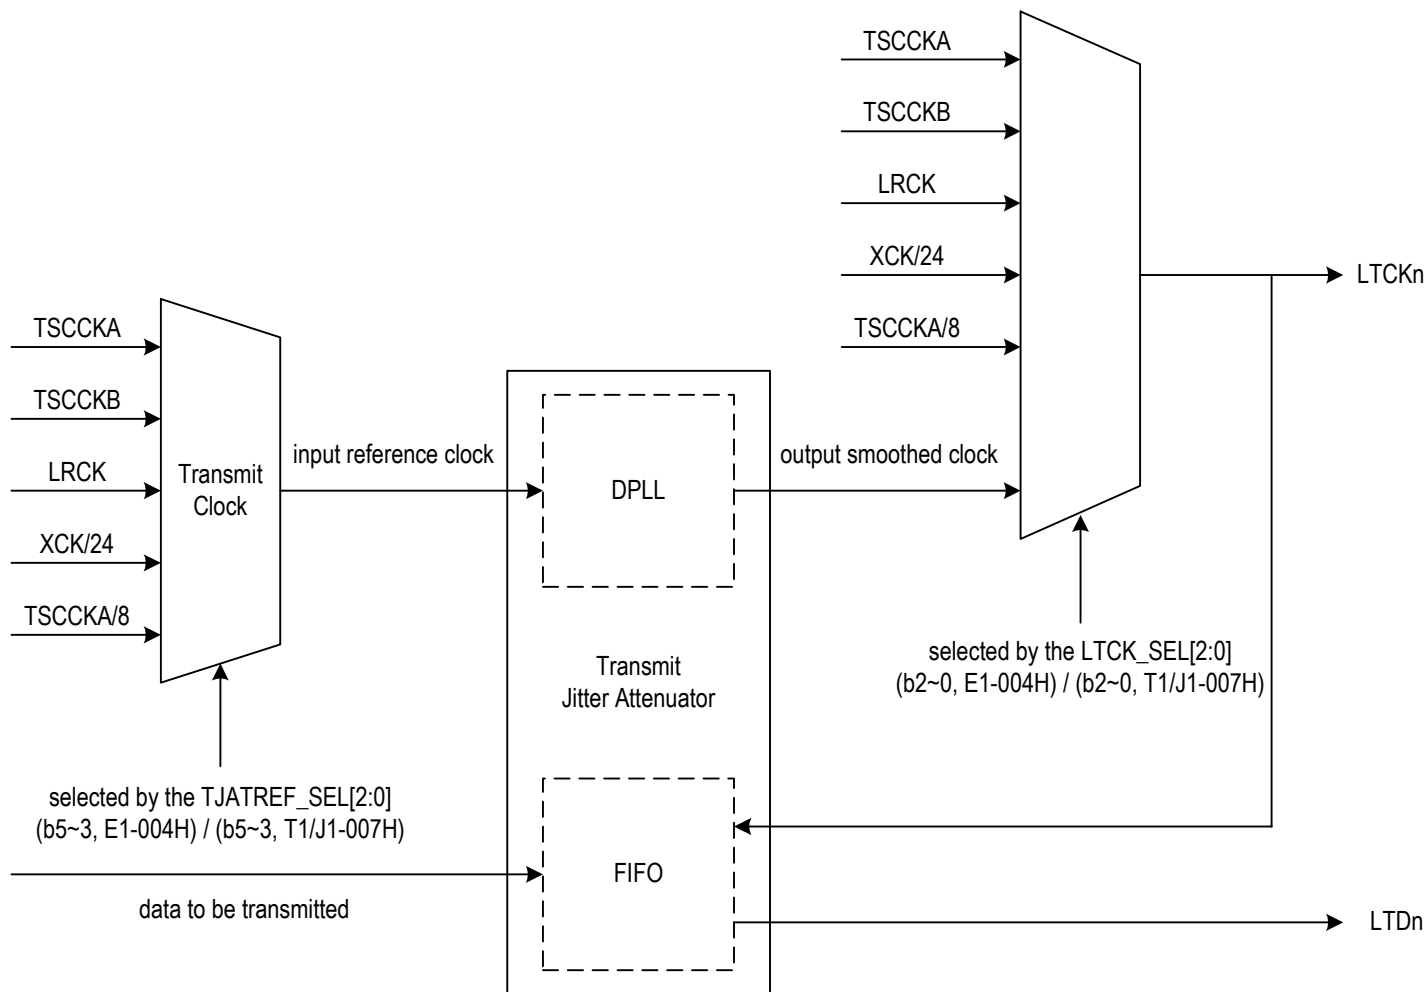 TSCCKA
TSCCKB
LRCK
XCK/24
LTCKn
TSCCKA/8
TSCCKA
TSCCKB
LRCK
XCK/24
TSCCKA/8
Transmit
Clock
input reference clock
DPLL
output smoothed clock
selected by the LTCK_SEL[2:0]
(b2~0, E1-004H) / (b2~0, T1/J1-007H)
Transmit
Jitter Attenuator
selected by the TJATREF_SEL[2:0]
(b5~3, E1-004H) / (b5~3, T1/J1-007H)
FIFO
data to be transmitted
LTDn